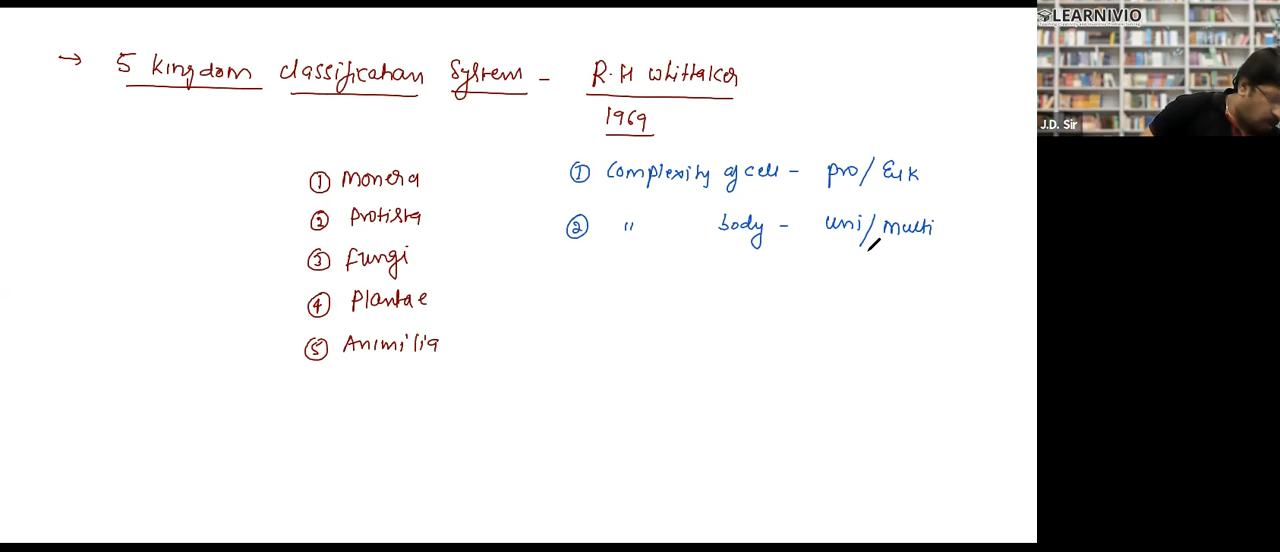 → 5 kingdom classification System - R.H Whittaker
1969
① Monera
② Protista
③ Fungi
④ Plantae
⑤ Animilia
① Complexity of cell - pro/Euk
② " body - uni/multi
LEARNIVIO
J.D. Sir